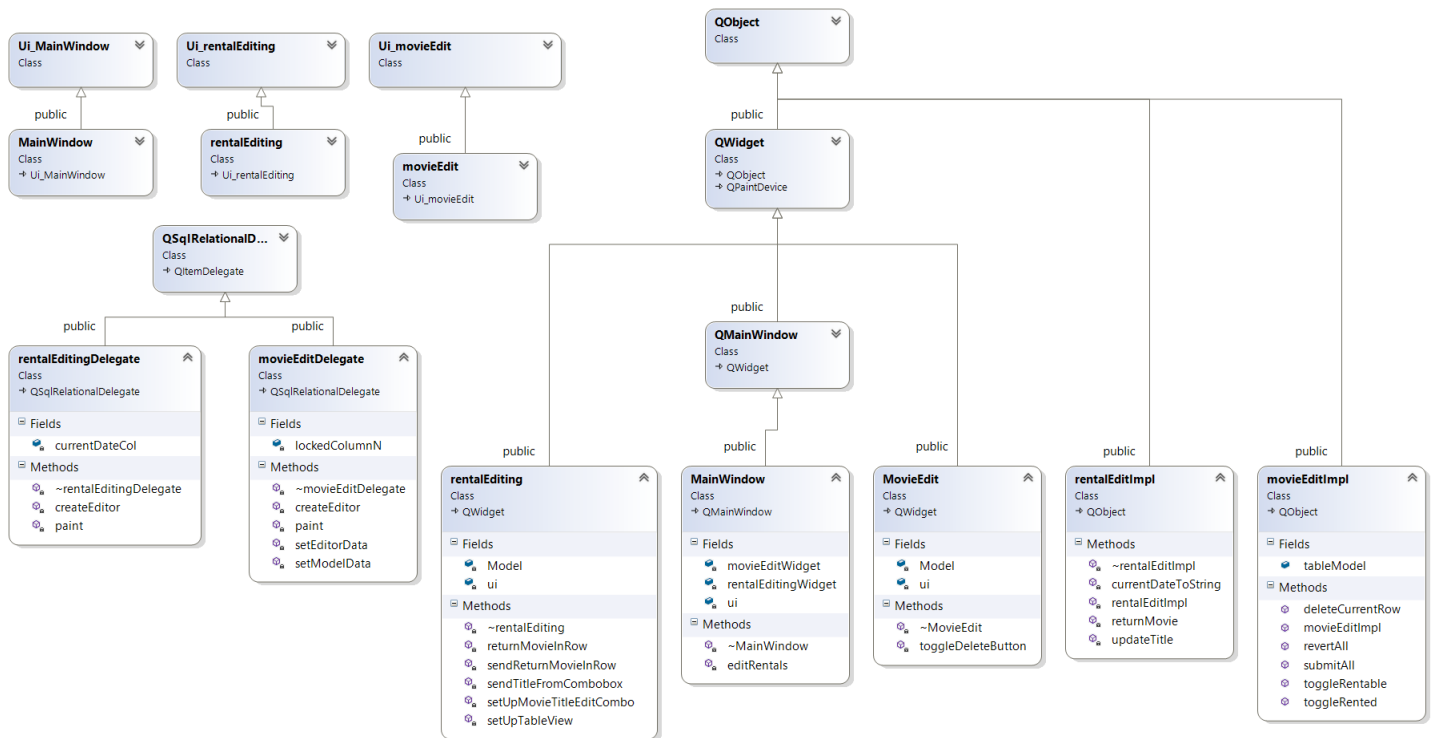 Ui_MainWindow
Class
public
MainWindow
Class
Ui_MainWindow
Ui_rentalEditing
Class
public
rentalEditing
Class
Ui_rentalEditing
Ui_movieEdit
Class
public
movieEdit
Class
Ui_movieEdit
QSqlRelationalD...
Class
QItemDelegate
public
public
rentalEditingDelegate
Class
QSqlRelationalDelegate
Fields
currentDateCol
Methods
~rentalEditingDelegate
createEditor
paint
movieEditDelegate
Class
QSqlRelationalDelegate
Fields
lockedColumnN
Methods
~movieEditDelegate
createEditor
paint
setEditorData
setModelData
QObject
Class
public
QWidget
Class
QObject
QPaintDevice
public
QMainWindow
Class
QWidget
public
public
public
public
public
rentalEditing
Class
QWidget
Fields
Model
ui
Methods
~rentalEditing
returnMovieInRow
sendReturnMovieInRow
sendTitleFromCombobox
setUpMovieTitleEditCombo
setUpTableView
MainWindow
Class
QMainWindow
Fields
movieEditWidget
rentalEditingWidget
ui
Methods
~MainWindow
editRentals
MovieEdit
Class
QWidget
Fields
Model
ui
Methods
~MovieEdit
toggleDeleteButton
rentalEditImpl
Class
QObject
Methods
~rentalEditImpl
currentDateToString
rentalEditImpl
returnMovie
updateTitle
movieEditImpl
Class
QObject
Fields
tableModel
Methods
deleteCurrentRow
movieEditImpl
revertAll
submitAll
toggleRentable
toggleRented